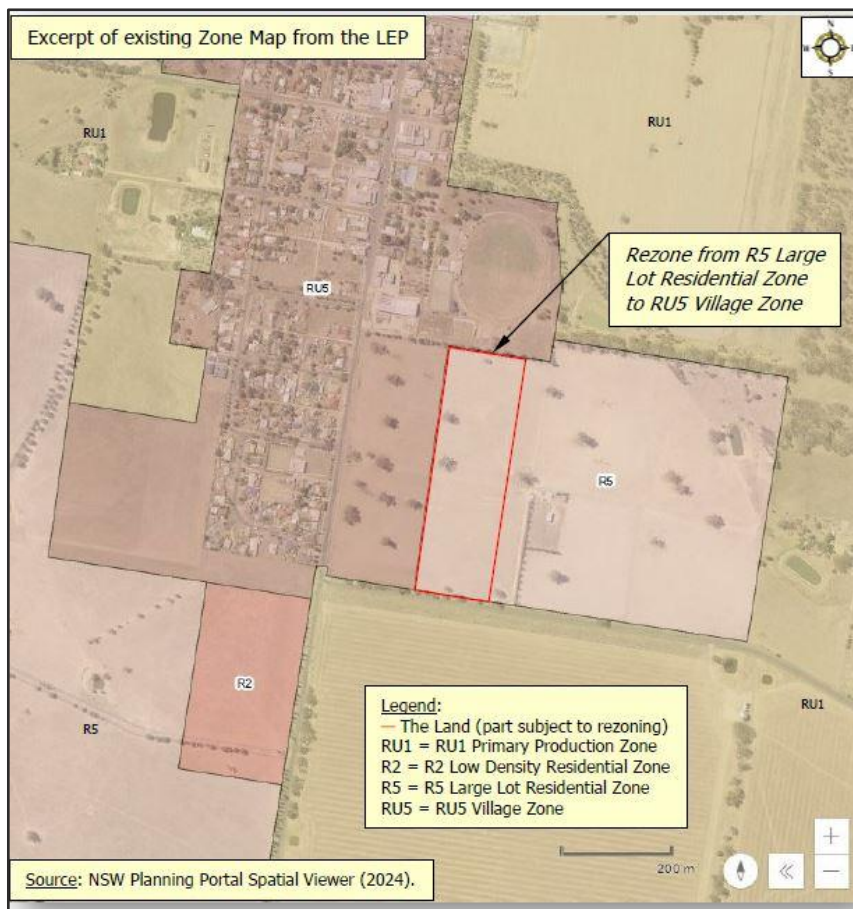 Excerpt of existing Zone Map from the LEP
N
W
S
RU1
RU1
Rezone from R5 Large
Lot Residential Zone
to RU5 Village Zone
RU5
R5
R2
R5
RU1
Legend:
— The Land (part subject to rezoning)
RU1 = RU1 Primary Production Zone
R2 = R2 Low Density Residential Zone
R5 = R5 Large Lot Residential Zone
RU5 = RU5 Village Zone
200 m
Source: NSW Planning Portal Spatial Viewer (2024).